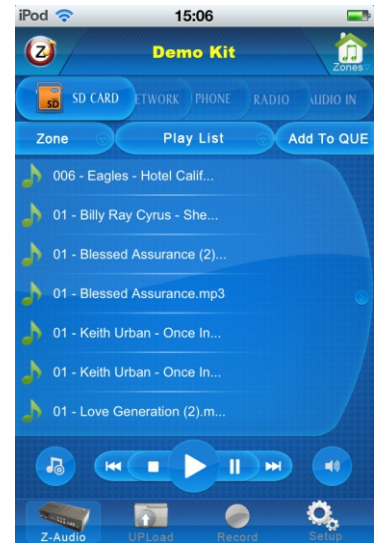 iPod 15:06
Z Demo Kit Zones
SD SD CARD ETWORK PHONE RADIO AUDIO IN
Zone Play List Add To QUE
006 - Eagles - Hotel Calif...
01 - Billy Ray Cyrus - She...
01 - Blessed Assurance (2)...
01 - Blessed Assurance.mp3
01 - Keith Urban - Once In...
01 - Keith Urban - Once In...
01 - Love Generation (2).m...
Z-Audio UPLoad Record Setup